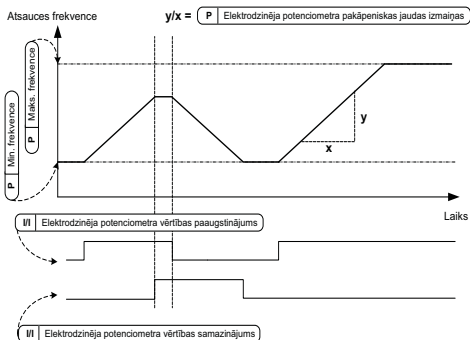 Atsauces frekvence
y/x = P Elektrodzinēja potenciometra pakāpeniskas jaudas izmaiņas
P Maks. frekvence
P Min. frekvence
y
x
Laiks
I/I Elektrodzinēja potenciometra vērtības paaugstinājums
I/I Elektrodzinēja potenciometra vērtības samazinājums